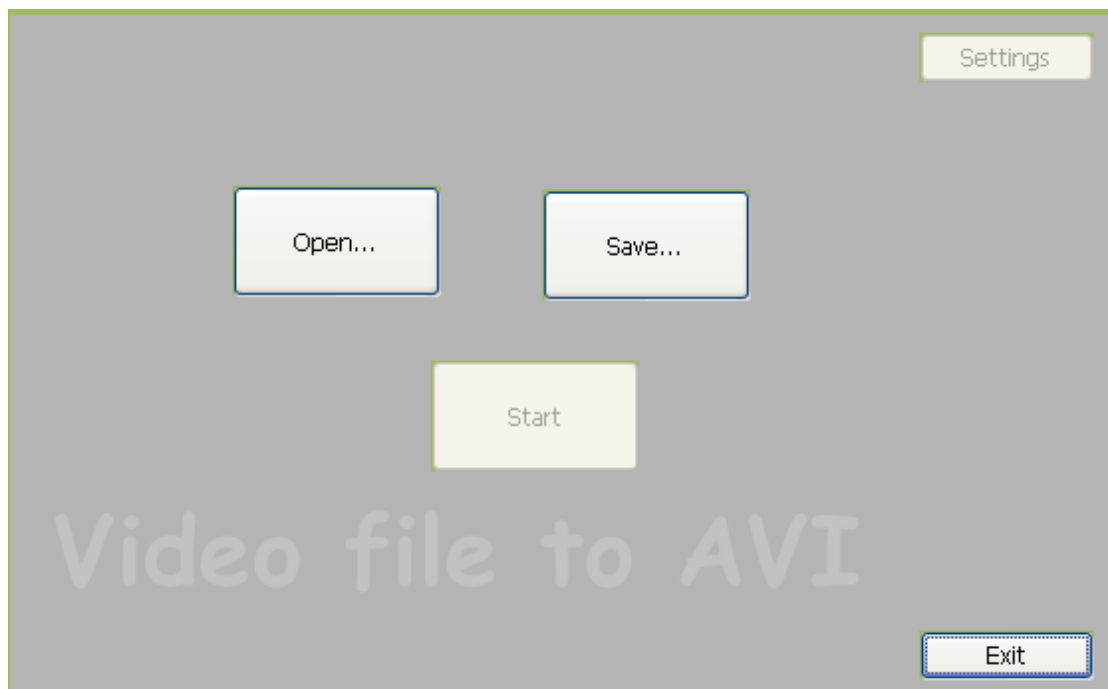 Settings
Open...
Save...
Start
Video file to AVI
Exit